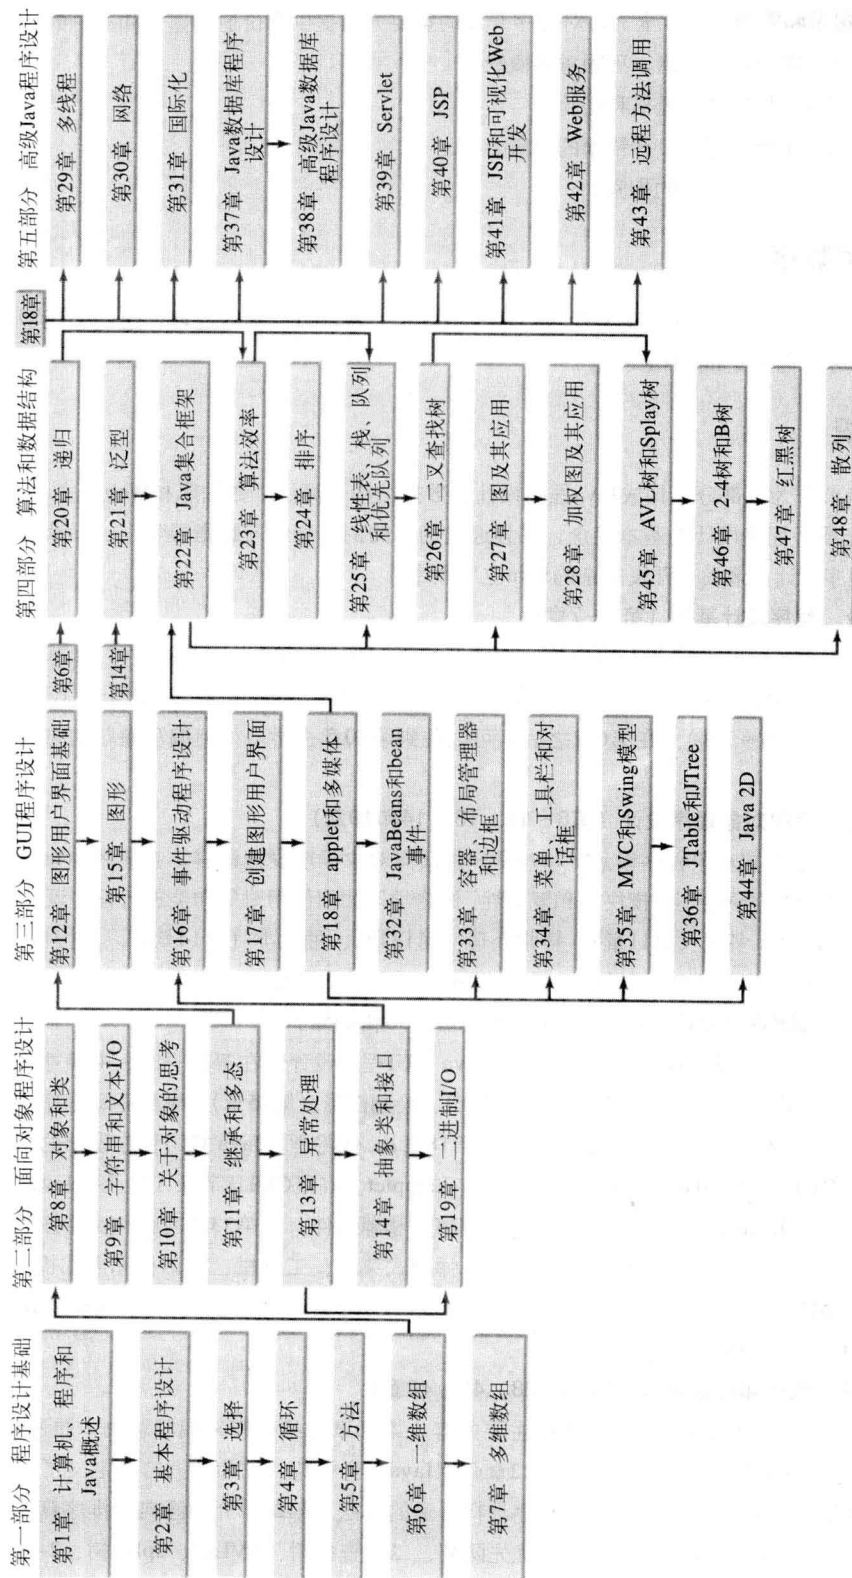 第一部分 程序设计基础
第1章 计算机、程序和
Java概述
第2章 基本程序设计
第3章 选择
第4章 循环
第5章 方法
第6章 一维数组
第7章 多维数组
第二部分 面向对象程序设计
第8章 对象和类
第9章 字符串和文本I/O
第10章 关于对象的思考
第11章 继承和多态
第13章 异常处理
第14章 抽象类和接口
第19章 二进制I/O
第三部分 GUI程序设计
第12章 图形用户界面基础
第15章 图形
第16章 事件驱动程序设计
第17章 创建图形用户界面
第18章 applet和多媒体
第32章 JavaBeans和bean
事件
第33章 容器、布局管理器
和边框
第34章 菜单、工具栏和对
话框
第35章 MVC和Swing模型
第36章 JTable和JTree
第44章 Java 2D
第6章
第14章
第四部分 算法和数据结构
第20章 递归
第21章 泛型
第22章 Java集合框架
第23章 算法效率
第24章 排序
第25章 线性表、栈、队列
和优先队列
第26章 二叉查找树
第27章 图及其应用
第28章 加权图及其应用
第45章 AVL树和Splay树
第46章 2-4树和B树
第47章 红黑树
第48章 散列
第18章
第五部分 高级Java程序设计
第29章 多线程
第30章 网络
第31章 国际化
第37章 Java数据库程序
设计
第38章 高级Java数据库
程序设计
第39章 Servlet
第40章 JSP
第41章 JSF和可视化Web
开发
第42章 Web服务
第43章 远程方法调用